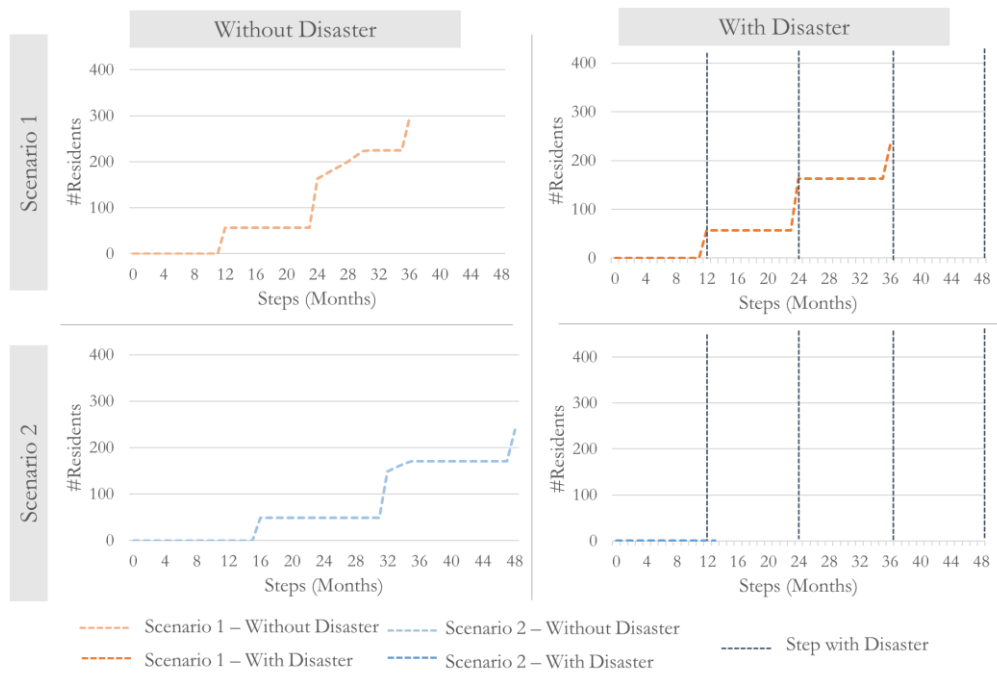 Without Disaster
With Disaster
Scenario 1
#Residents
400
300
200
100
0
0 4 8 12 16 20 24 28 32 36 40 44 48
Steps (Months)
#Residents
400
300
200
100
0
0 4 8 12 16 20 24 28 32 36 40 44 48
Steps (Months)
Scenario 2
#Residents
400
300
200
100
0
0 4 8 12 16 20 24 28 32 36 40 44 48
Steps (Months)
#Residents
400
300
200
100
0
0 4 8 12 16 20 24 28 32 36 40 44 48
Steps (Months)
Scenario 1 – Without Disaster
Scenario 2 – Without Disaster
Step with Disaster
Scenario 1 – With Disaster
Scenario 2 – With Disaster